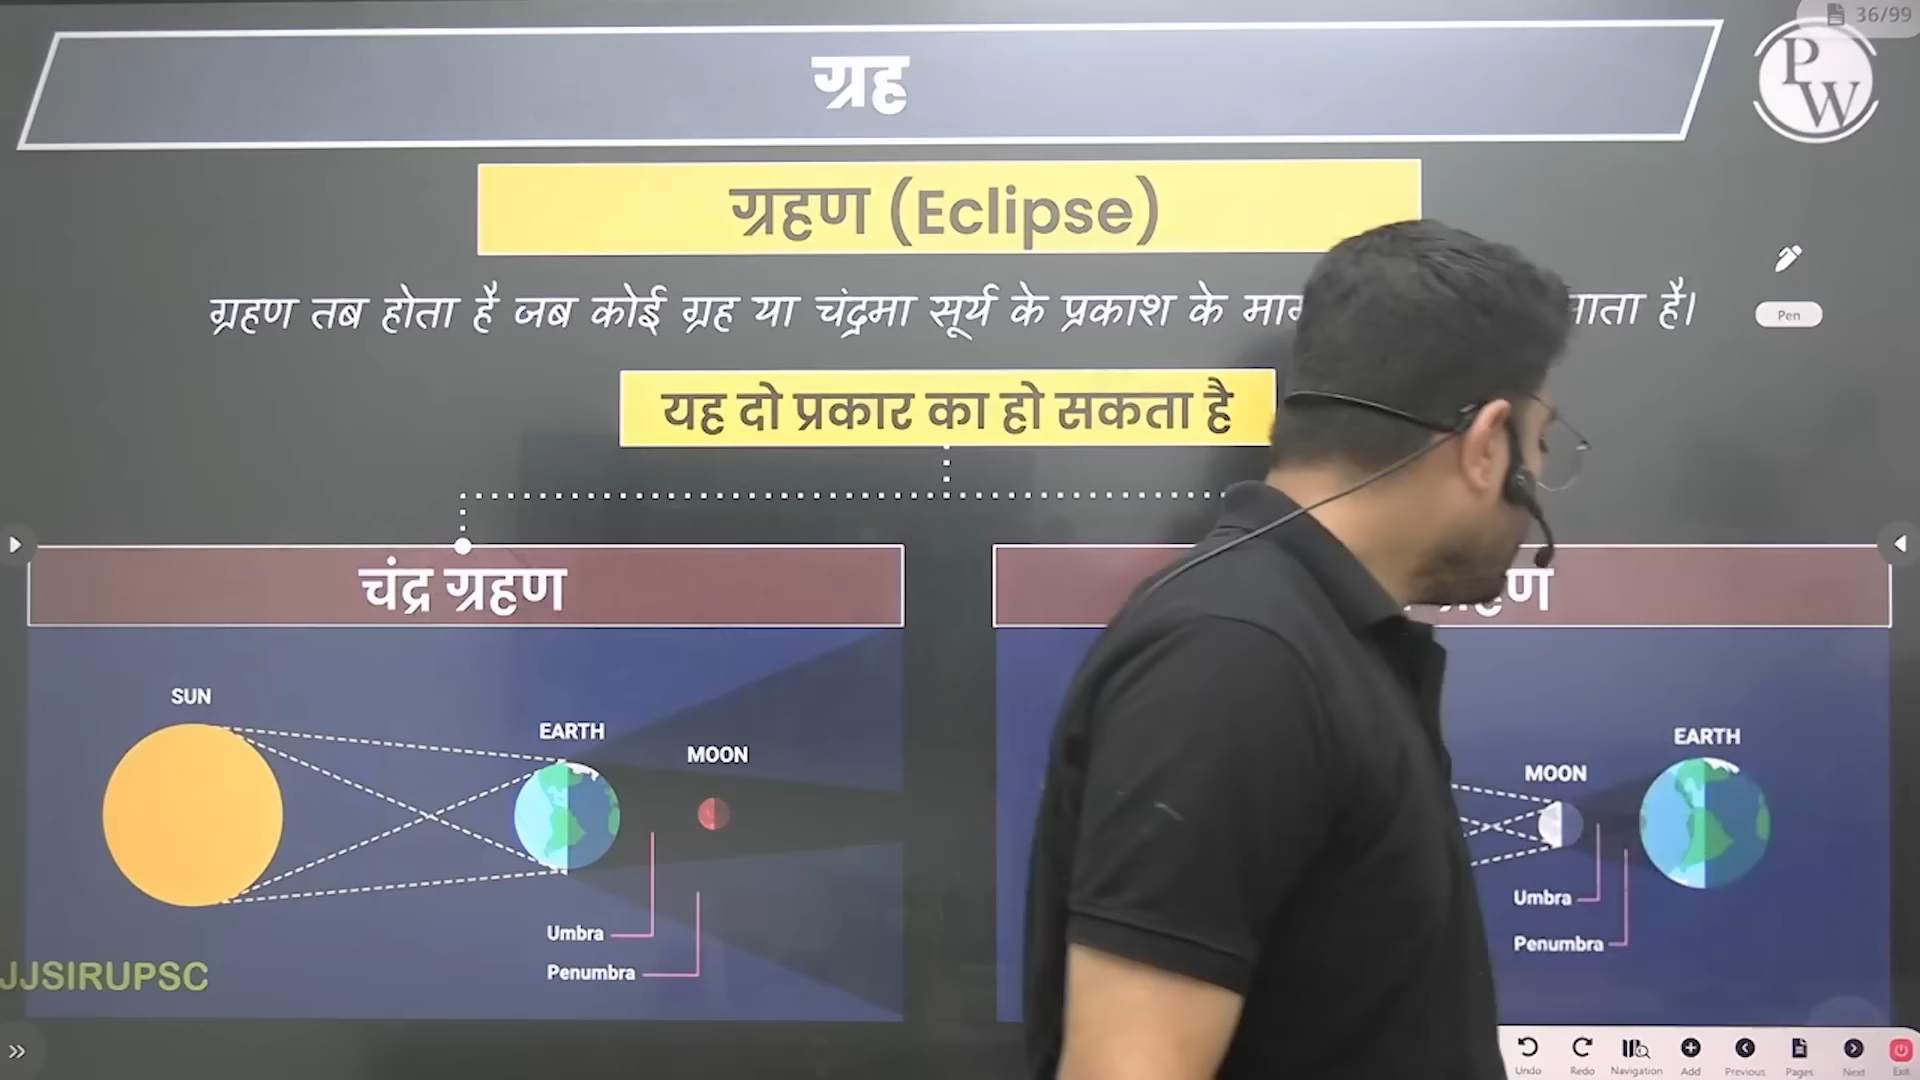 36/99
ग्रह
PW
ग्रहण (Eclipse)
ग्रहण तब होता है जब कोई ग्रह या चंद्रमा सूर्य के प्रकाश के है।
Pen
यह दो प्रकार का हो सकता है
चंद्र ग्रहण
SUN
EARTH
MOON
Umbra
Penumbra
JJSIRUPSC
EARTH
MOON
Umbra
Penumbra
Undo Redo Navigation Add Previous Pages Next Exit